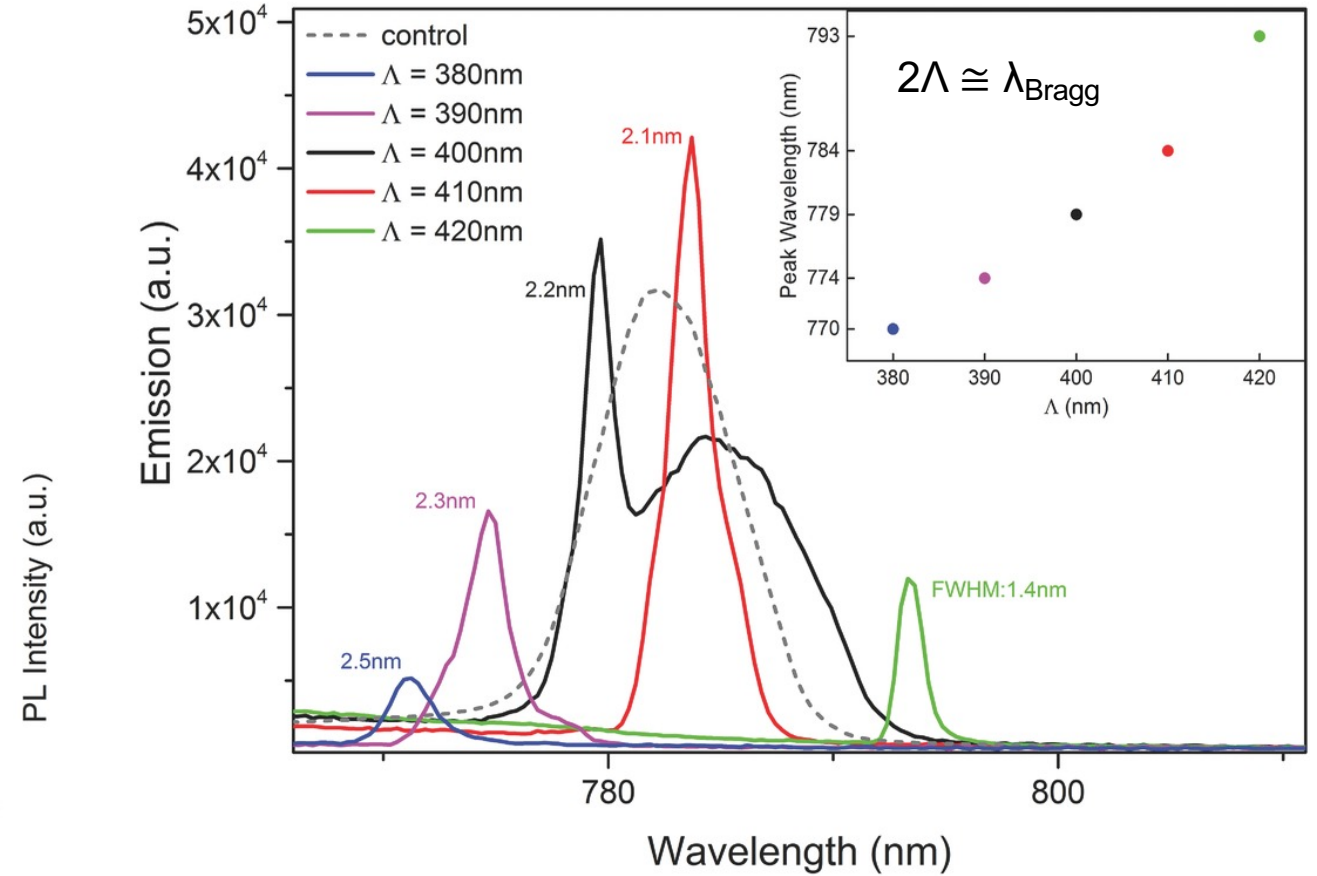 5x10⁴
4x10⁴
3x10⁴
2x10⁴
1x10⁴
Emission (a.u.)
PL Intensity (a.u.)
control
Λ = 380nm
Λ = 390nm
Λ = 400nm
Λ = 410nm
Λ = 420nm
2.1nm
2.2nm
2.3nm
2.5nm
FWHM:1.4nm
780
800
Wavelength (nm)
2Λ ≅ λBragg
Peak Wavelength (nm)
793
784
779
774
770
380
390
400
410
420
Λ (nm)